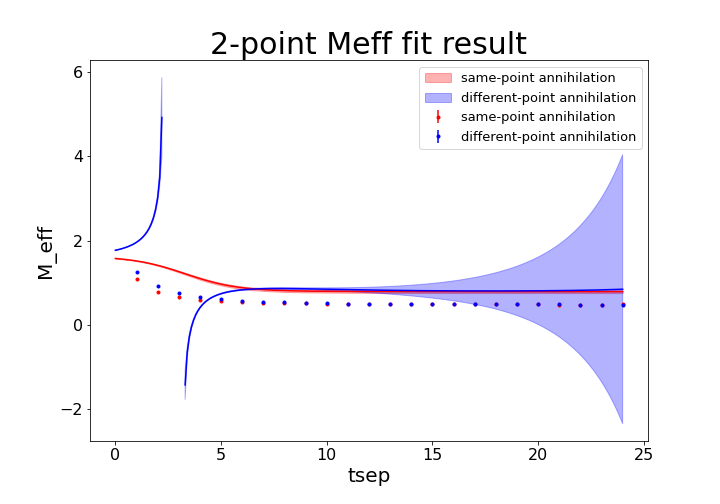 2-point Meff fit result
same-point annihilation
different-point annihilation
same-point annihilation
different-point annihilation
M_eff
6
4
2
0
−2
0 5 10 15 20 25
tsep